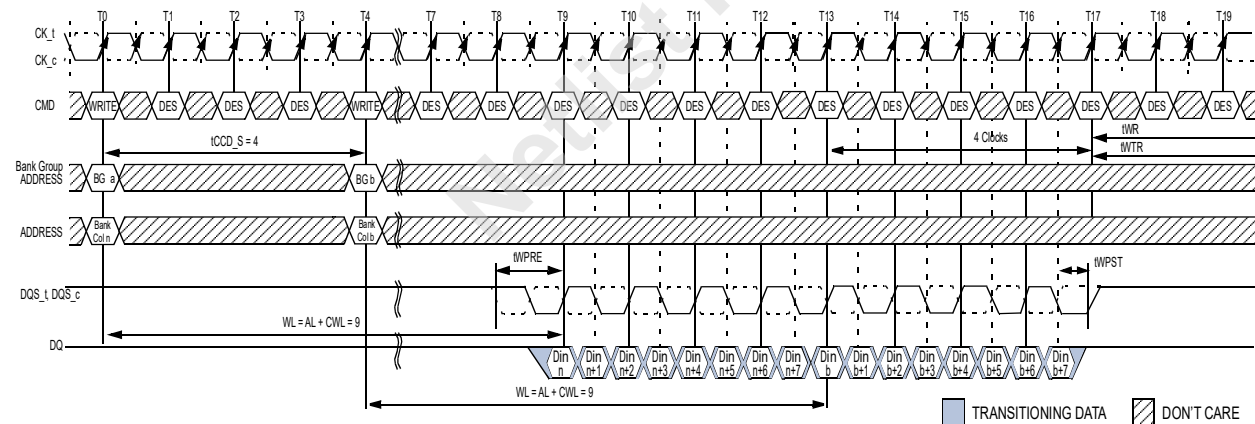 T0 T1 T2 T3 T4 T7 T8 T9 T10 T11 T12 T13 T14 T15 T16 T17 T18 T19
CK_t
CK_c
CMD WRITE DES DES DES WRITE DES DES DES DES DES DES DES DES DES DES DES DES DES
tCCD_S = 4 4 Clocks tWR
tWTR
Bank Group
ADDRESS BG a BG b
ADDRESS Bank Col n Bank Col b
tWPRE tWPST
DQS_t, DQS_c
WL = AL + CWL = 9
DQ Din n Din n+1 Din n+2 Din n+3 Din n+4 Din n+5 Din n+6 Din n+7 Din b Din b+1 Din b+2 Din b+3 Din b+4 Din b+5 Din b+6 Din b+7
WL = AL + CWL = 9
TRANSITIONING DATA DON'T CARE
Netlist